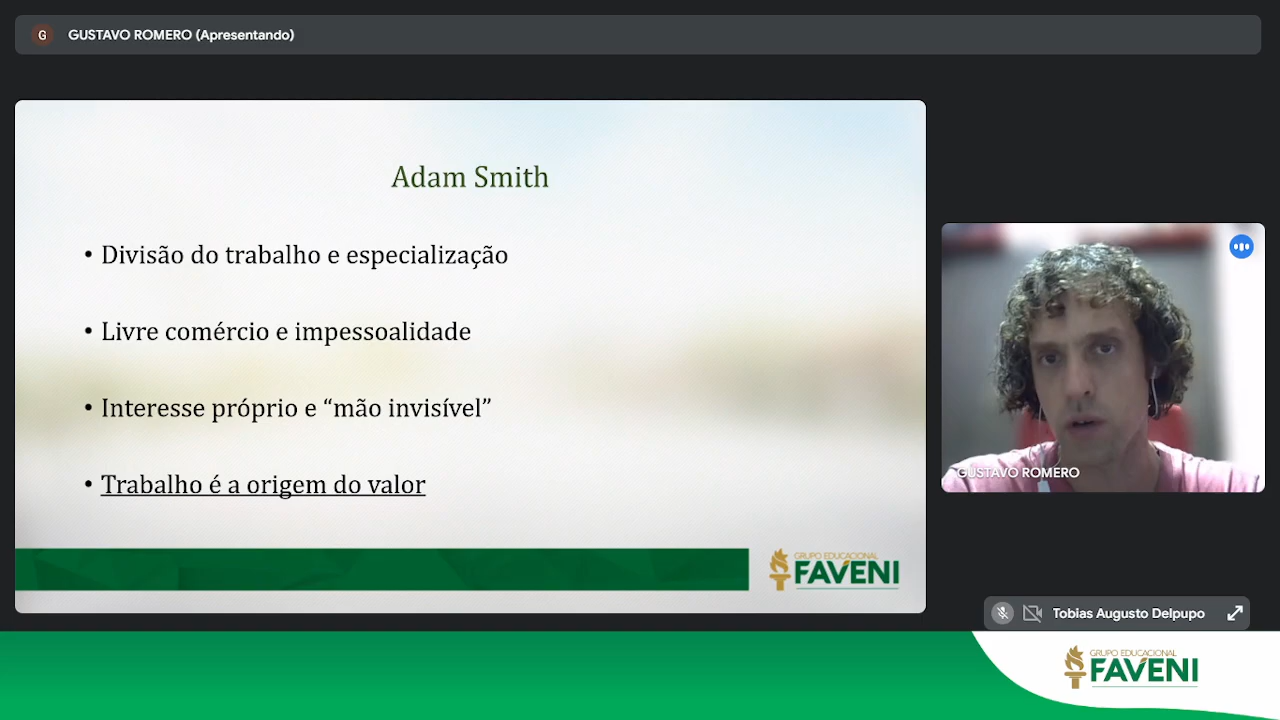 G GUSTAVO ROMERO (Apresentando)
Adam Smith
• Divisão do trabalho e especialização
• Livre comércio e impessoalidade
• Interesse próprio e “mão invisível”
• Trabalho é a origem do valor
GRUPO EDUCACIONAL
FAVENI
GUSTAVO ROMERO
Tobias Augusto Delpupo
GRUPO EDUCACIONAL
FAVENI